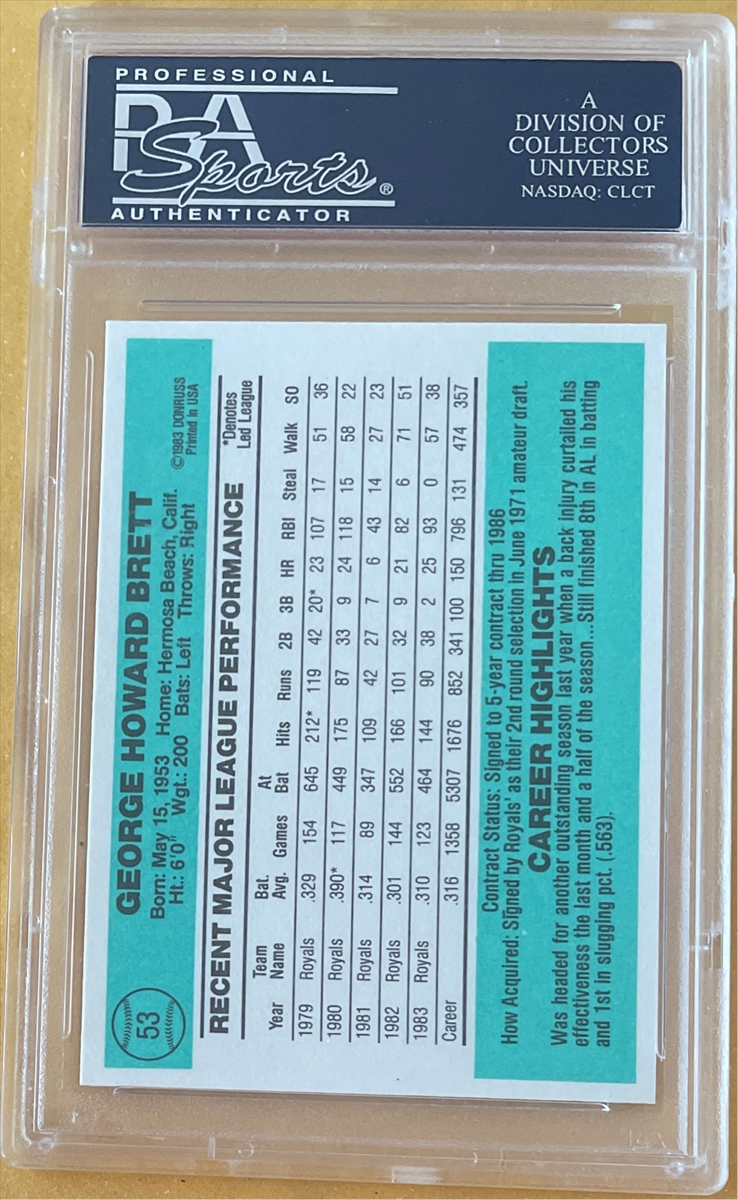 PROFESSIONAL
PSA
Sports®
AUTHENTICATOR
A
DIVISION OF
COLLECTORS
UNIVERSE
NASDAQ: CLCT
53
GEORGE HOWARD BRETT
Born: May 15, 1953 Home: Hermosa Beach, Calif.
Ht.: 6'0" Wgt.: 200 Bats: Left Throws: Right
©1983 DONRUSS
Printed in USA
RECENT MAJOR LEAGUE PERFORMANCE
*Denotes
Led League
Year Team Name Bat. Avg. Games At Bat Hits Runs 2B 3B HR RBI Steal Walk SO
1979 Royals .329 154 645 212* 119 42 20* 23 107 17 51 36
1980 Royals .390* 117 449 175 87 33 9 24 118 15 58 22
1981 Royals .314 89 347 109 42 27 7 6 43 14 27 23
1982 Royals .301 144 552 166 101 32 9 21 82 6 71 51
1983 Royals .310 123 464 144 90 38 2 25 93 0 57 38
Career .316 1358 5307 1676 852 341 100 150 796 131 474 357
Contract Status: Signed to 5-year contract thru 1986
How Acquired: Signed by Royals' as their 2nd round selection in June 1971 amateur draft.
CAREER HIGHLIGHTS
Was headed for another outstanding season last year when a back injury curtailed his
effectiveness the last month and a half of the season...Still finished 8th in AL in batting
and 1st in slugging pct. (.563).